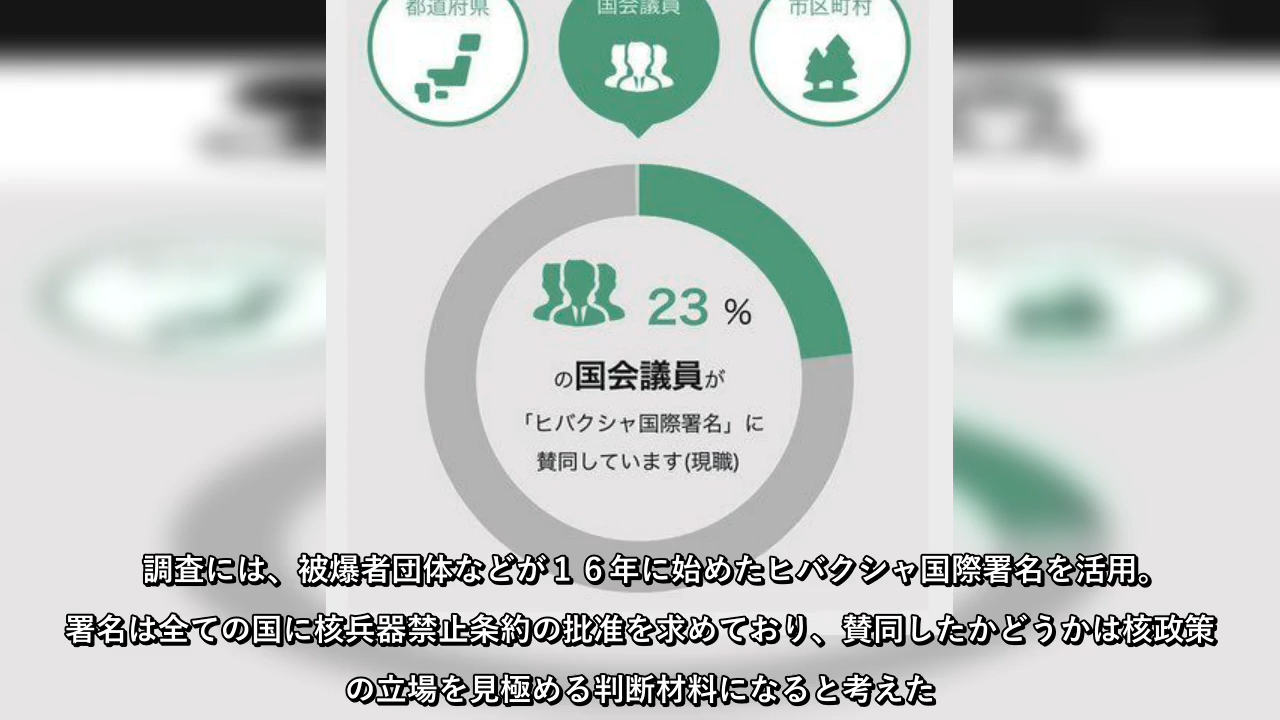 都道府県
国会議員
市区町村
23 %
の国会議員が
「ヒバクシャ国際署名」に
賛同しています(現職)
調査には、被爆者団体などが１６年に始めたヒバクシャ国際署名を活用。
署名は全ての国に核兵器禁止条約の批准を求めており、賛同したかどうかは核政策
の立場を見極める判断材料になると考えた